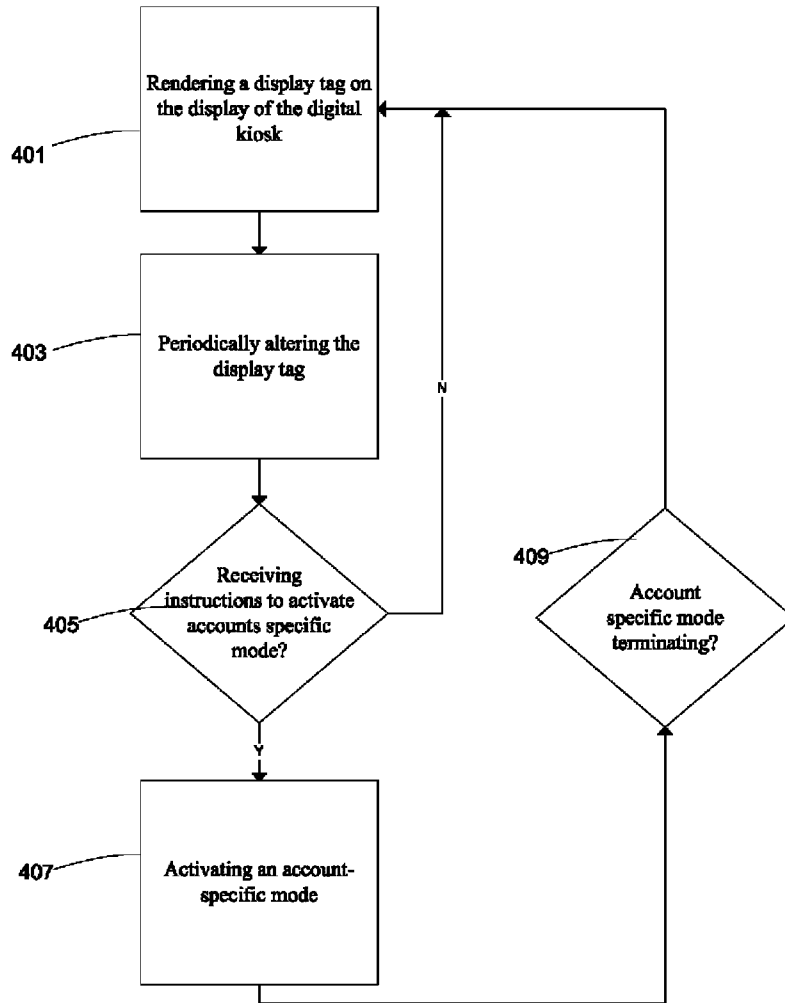 Rendering a display tag on
the display of the digital
kiosk
401
Periodically altering the
display tag
403
N
Receiving
instructions to activate
accounts specific
mode?
405
409
Account
specific mode
terminating?
Y
Activating an account-
specific mode
407